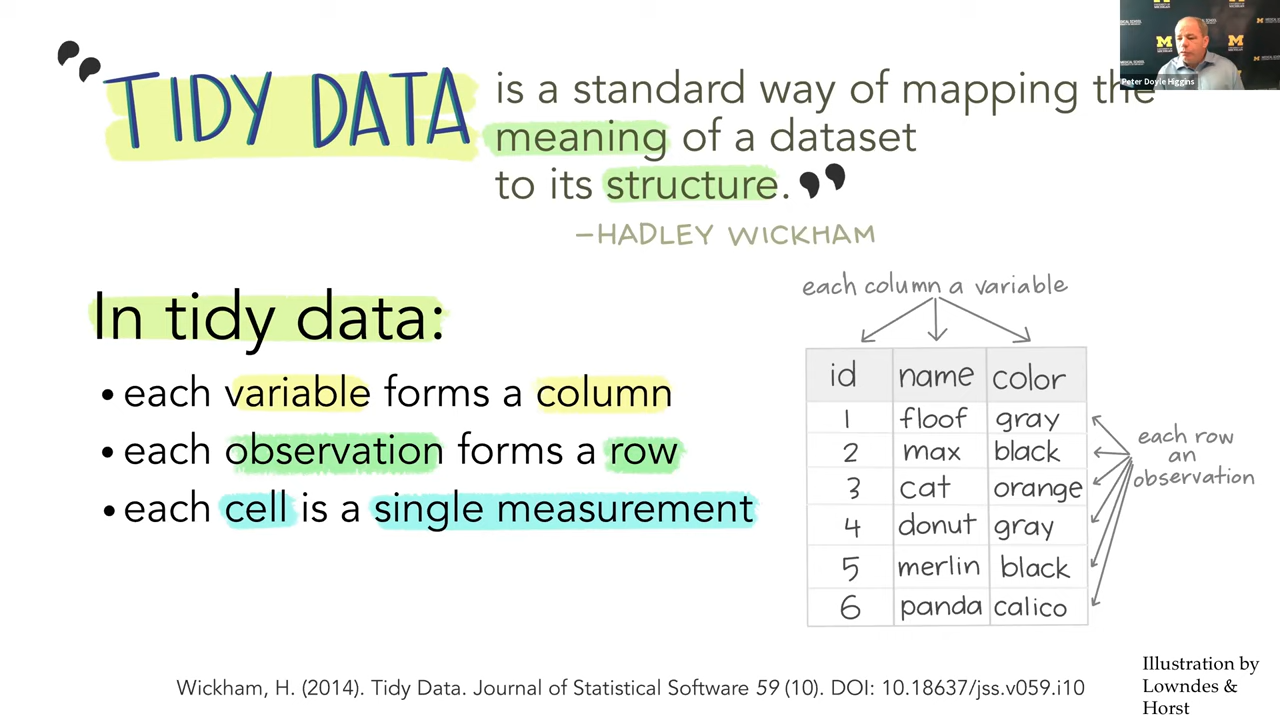 TIDY DATA is a standard way of mapping the
meaning of a dataset
to its structure.
–HADLEY WICKHAM
In tidy data:
• each variable forms a column
• each observation forms a row
• each cell is a single measurement
each column a variable
id name color
1 floof gray
2 max black
3 cat orange
4 donut gray
5 merlin black
6 panda calico
each row
an
observation
Wickham, H. (2014). Tidy Data. Journal of Statistical Software 59 (10). DOI: 10.18637/jss.v059.i10
Illustration by
Lowndes &
Horst
Peter Doyle Higgins